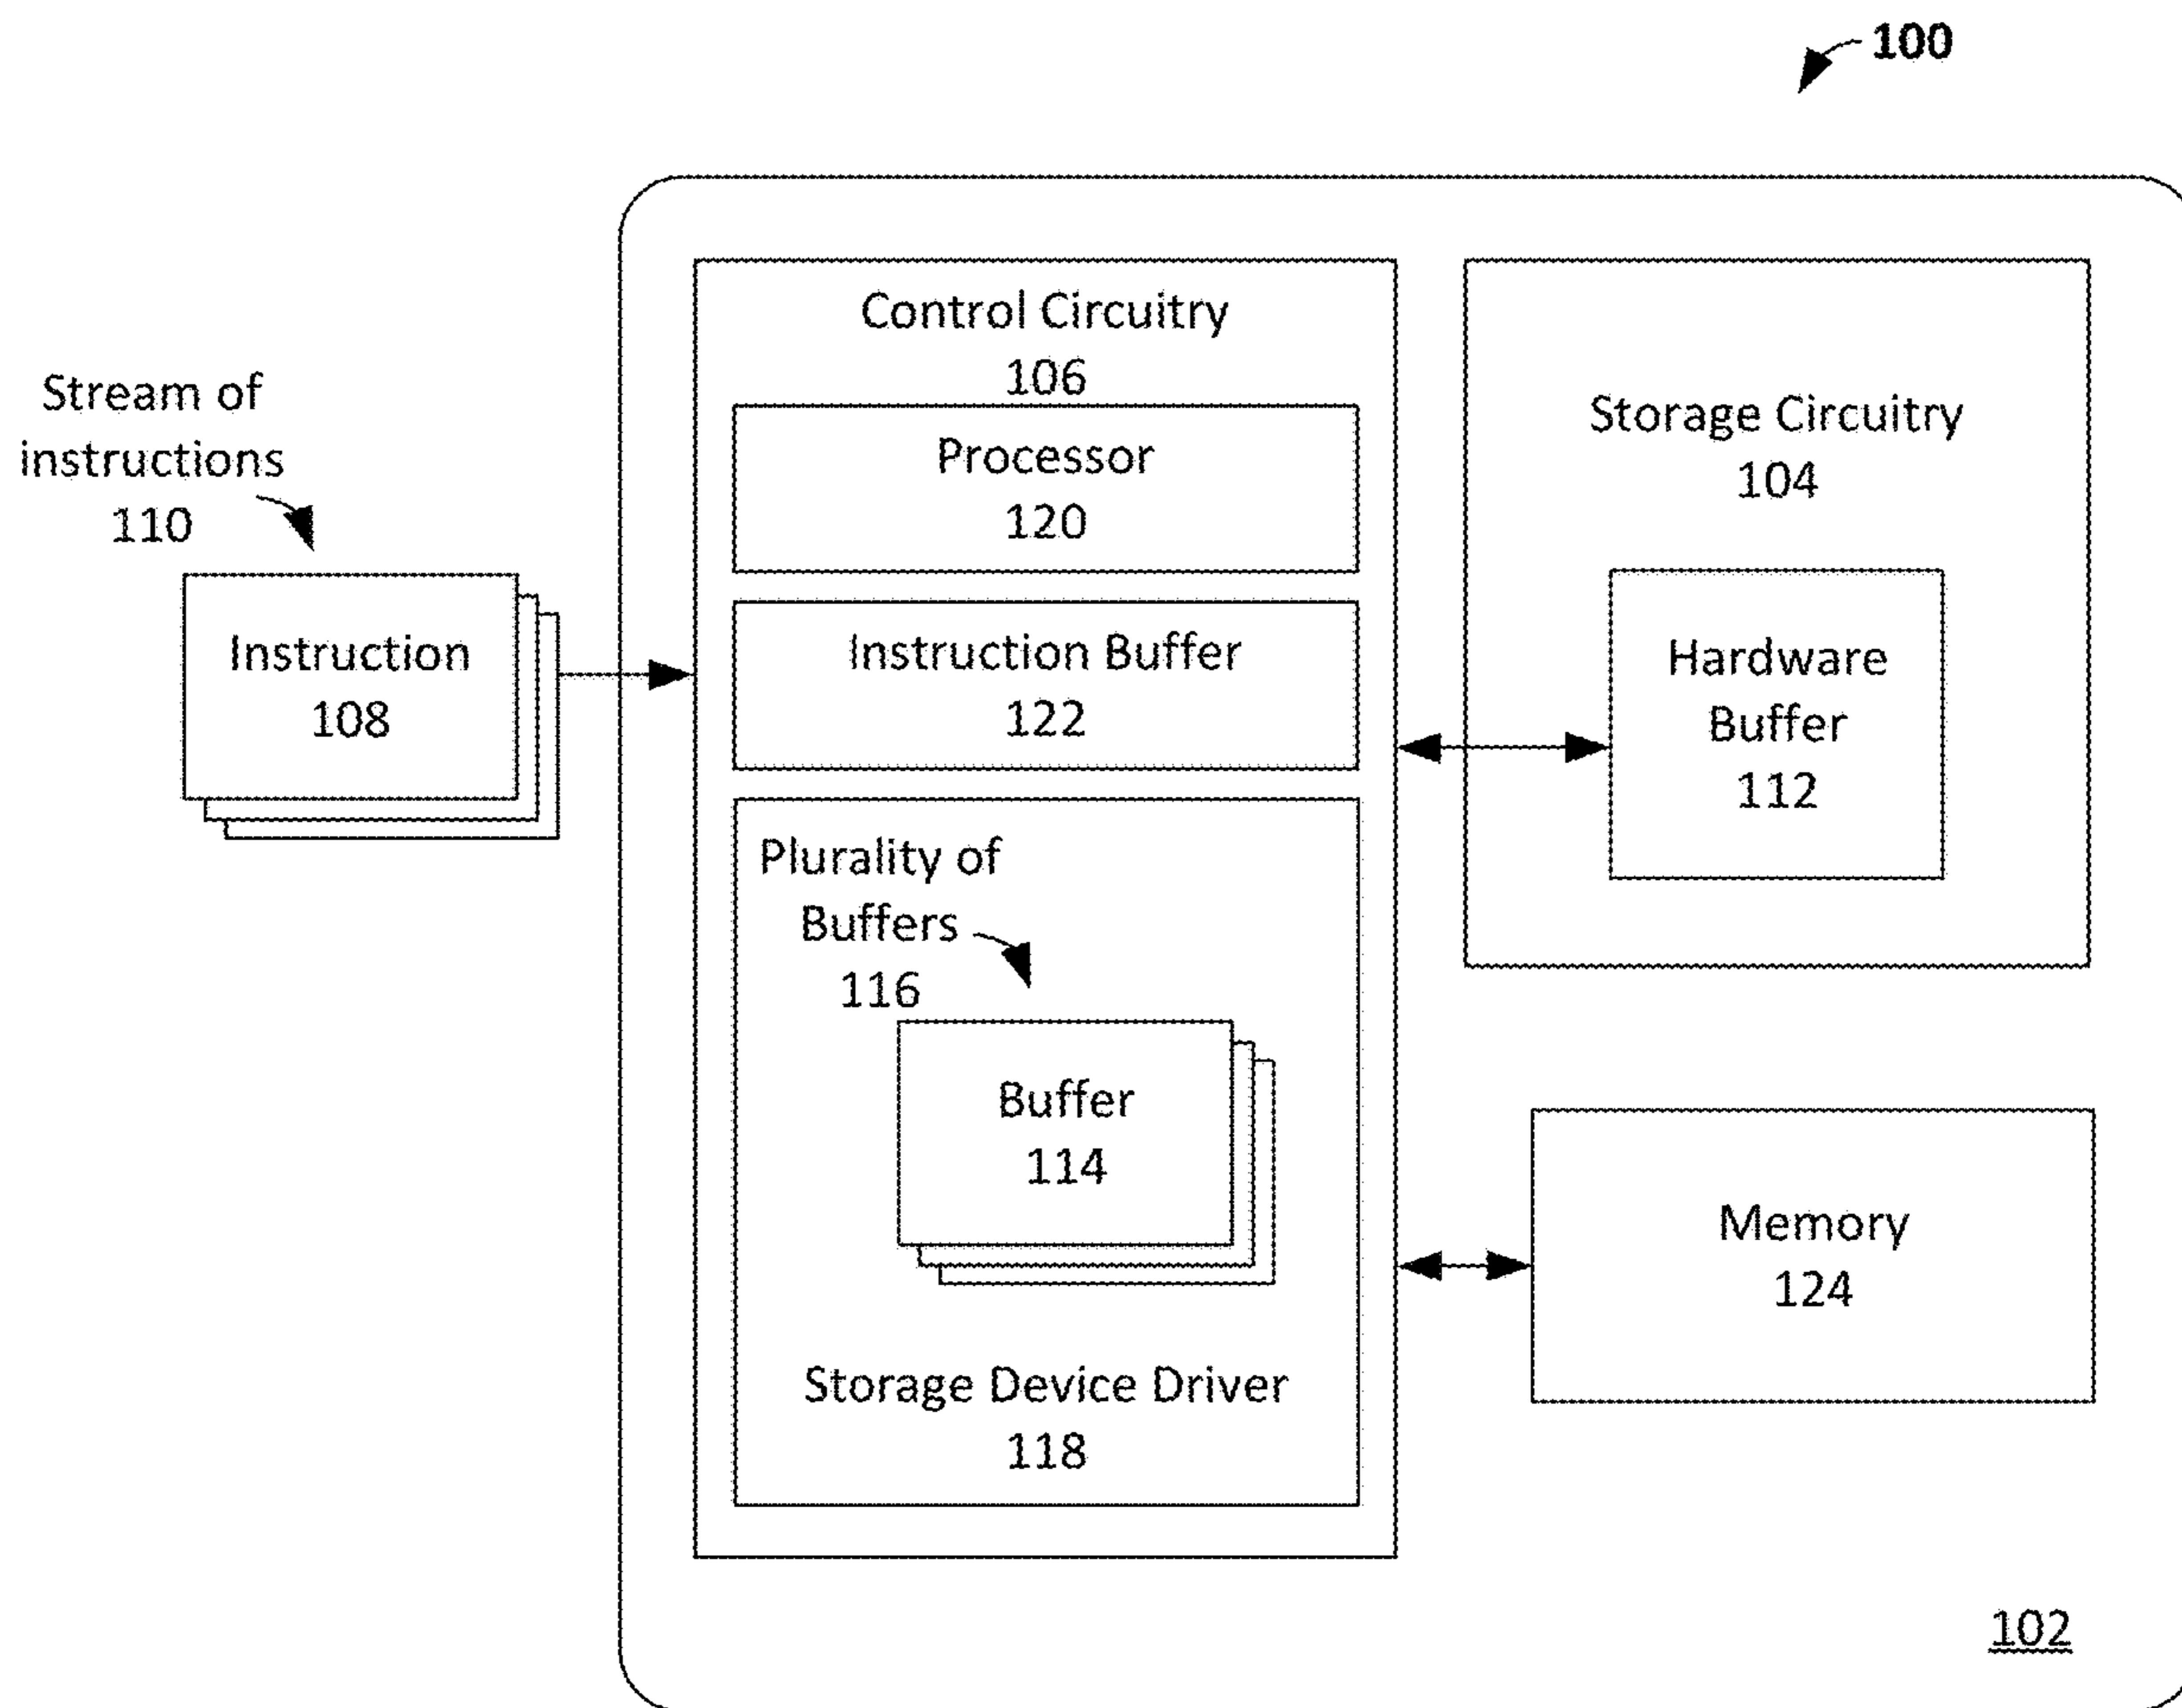 100
Stream of
instructions
110
Instruction
108
Control Circuitry
106
Processor
120
Instruction Buffer
122
Plurality of
Buffers
116
Buffer
114
Storage Device Driver
118
Storage Circuitry
104
Hardware
Buffer
112
Memory
124
102